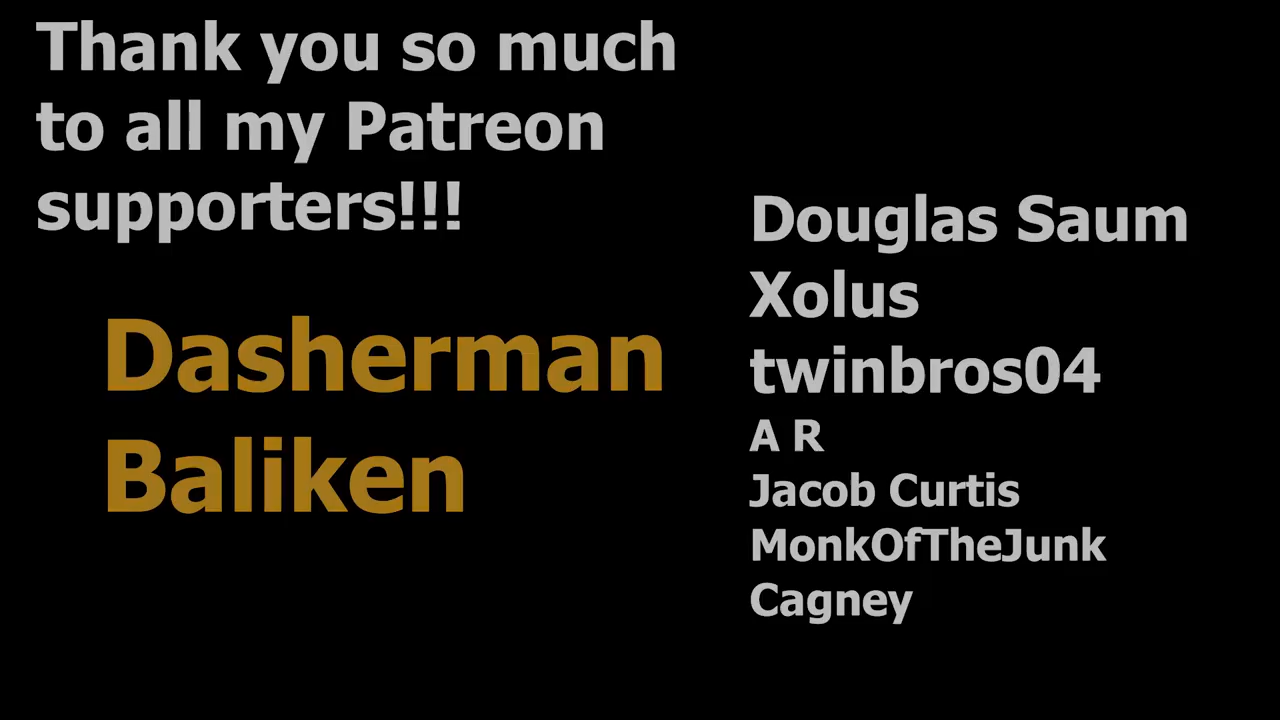 Thank you so much
to all my Patreon
supporters!!!
Dasherman
Baliken
Douglas Saum
Xolus
twinbros04
A R
Jacob Curtis
MonkOfTheJunk
Cagney